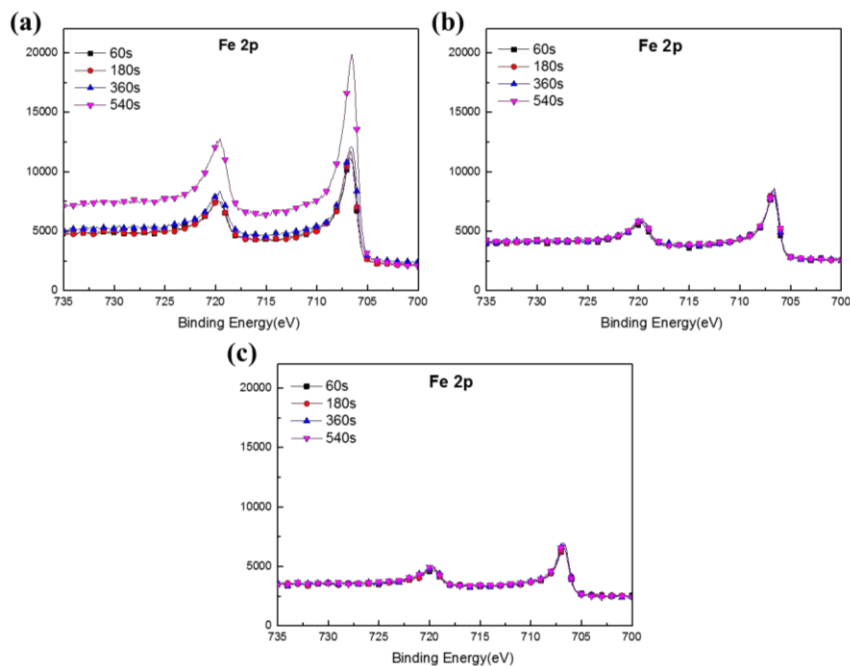 (a)
Fe 2p
60s
180s
360s
540s
20000
15000
10000
5000
0
735 730 725 720 715 710 705 700
Binding Energy(eV)
(b)
Fe 2p
60s
180s
360s
540s
20000
15000
10000
5000
0
735 730 725 720 715 710 705 700
Binding Energy(eV)
(c)
Fe 2p
60s
180s
360s
540s
20000
15000
10000
5000
0
735 730 725 720 715 710 705 700
Binding Energy(eV)